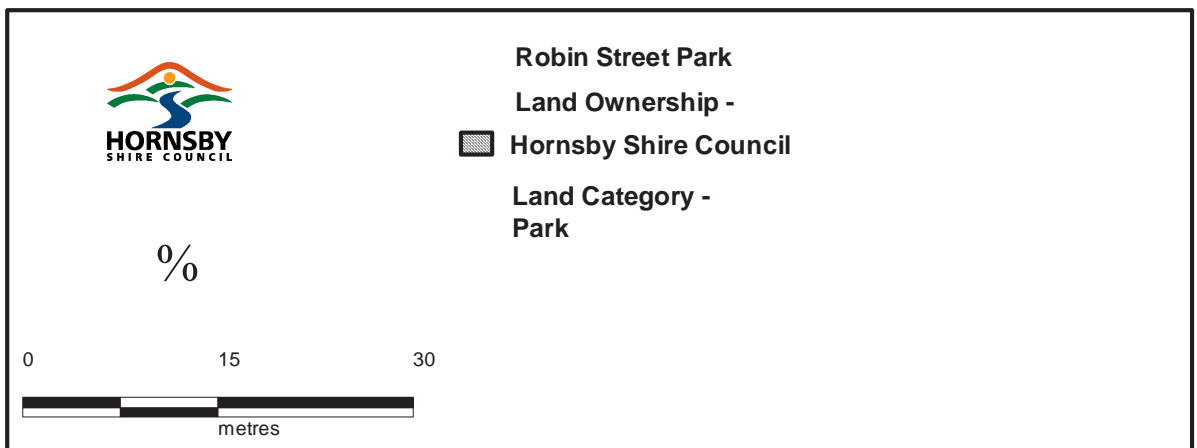 HORNSBY
SHIRE COUNCIL
Robin Street Park
Land Ownership -
Hornsby Shire Council
Land Category -
Park
%
0 15 30
metres